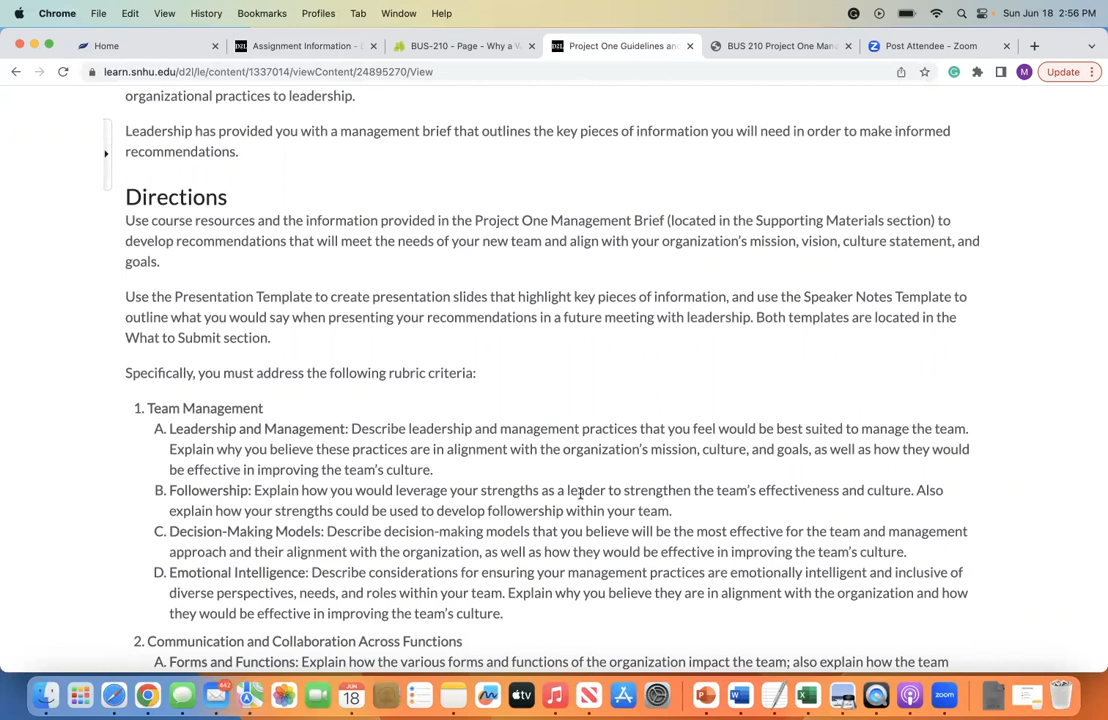 Chrome File Edit View History Bookmarks Profiles Tab Window Help Sun Jun 18 2:56 PM
Home Assignment Information - BUS-210 - Page - Why a W Project One Guidelines and BUS 210 Project One Man Post Attendee - Zoom
learn.snhu.edu/d2l/le/content/1337014/viewContent/24895270/View M Update
organizational practices to leadership.
Leadership has provided you with a management brief that outlines the key pieces of information you will need in order to make informed
recommendations.
Directions
Use course resources and the information provided in the Project One Management Brief (located in the Supporting Materials section) to
develop recommendations that will meet the needs of your new team and align with your organization's mission, vision, culture statement, and
goals.
Use the Presentation Template to create presentation slides that highlight key pieces of information, and use the Speaker Notes Template to
outline what you would say when presenting your recommendations in a future meeting with leadership. Both templates are located in the
What to Submit section.
Specifically, you must address the following rubric criteria:
1. Team Management
A. Leadership and Management: Describe leadership and management practices that you feel would be best suited to manage the team.
Explain why you believe these practices are in alignment with the organization's mission, culture, and goals, as well as how they would
be effective in improving the team's culture.
B. Followership: Explain how you would leverage your strengths as a leader to strengthen the team's effectiveness and culture. Also
explain how your strengths could be used to develop followership within your team.
C. Decision-Making Models: Describe decision-making models that you believe will be the most effective for the team and management
approach and their alignment with the organization, as well as how they would be effective in improving the team's culture.
D. Emotional Intelligence: Describe considerations for ensuring your management practices are emotionally intelligent and inclusive of
diverse perspectives, needs, and roles within your team. Explain why you believe they are in alignment with the organization and how
they would be effective in improving the team's culture.
2. Communication and Collaboration Across Functions
A. Forms and Functions: Explain how the various forms and functions of the organization impact the team; also explain how the team
442 JUN 18 tv zoom